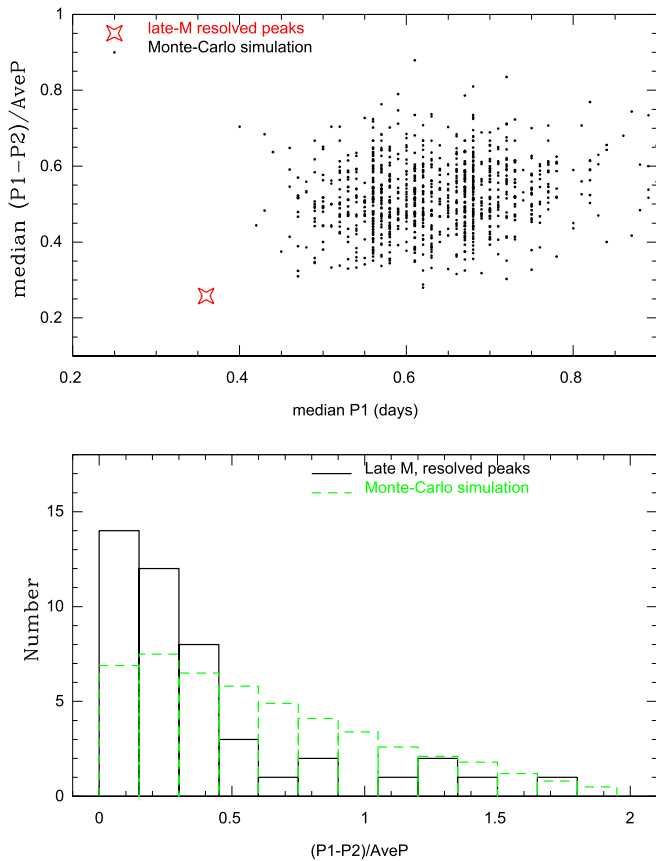 late-M resolved peaks
Monte-Carlo simulation
median (P1-P2)/AveP
1
0.8
0.6
0.4
0.2
0.2
0.4
0.6
0.8
median P1 (days)
Late M, resolved peaks
Monte-Carlo simulation
Number
15
10
5
0
0
0.5
1
1.5
2
(P1-P2)/AveP